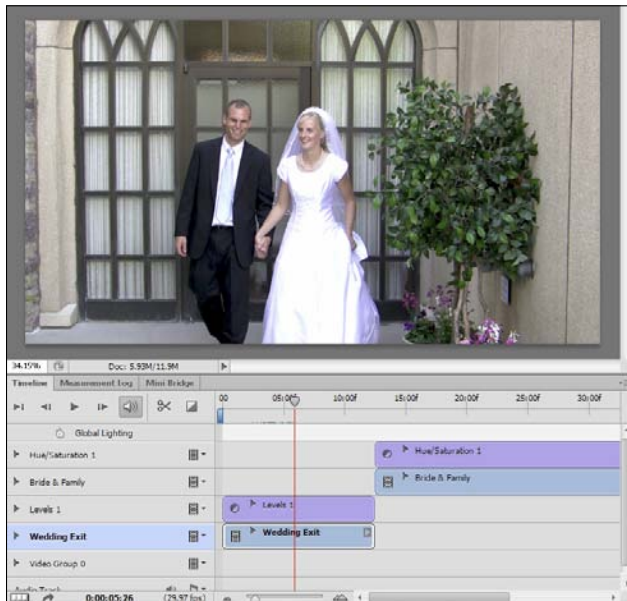 34.15% Doc: 5.93M/11.9M
Timeline Measurement Log Mini Bridge
00 05:00f 10:00f 15:00f 20:00f 25:00f 30:00f
Global Lighting
Hue/Saturation 1 Hue/Saturation 1
Bride & Family Bride & Family
Levels 1 Levels 1
Wedding Exit Wedding Exit
Video Group 0
Audio Track
0:00:05:26 (29.97 fps)